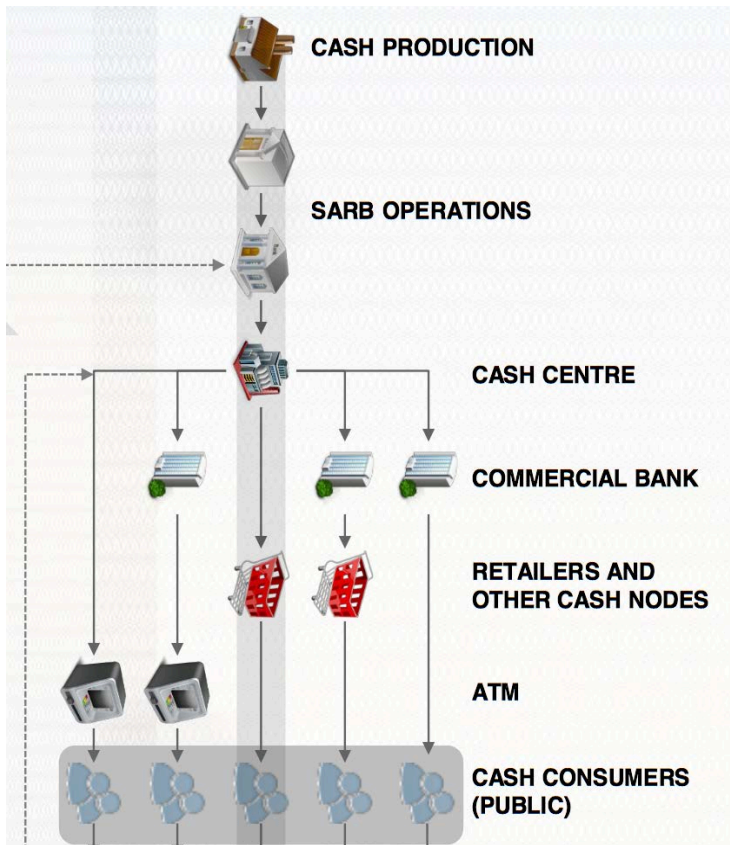 CASH PRODUCTION
SARB OPERATIONS
CASH CENTRE
COMMERCIAL BANK
RETAILERS AND
OTHER CASH NODES
ATM
CASH CONSUMERS
(PUBLIC)